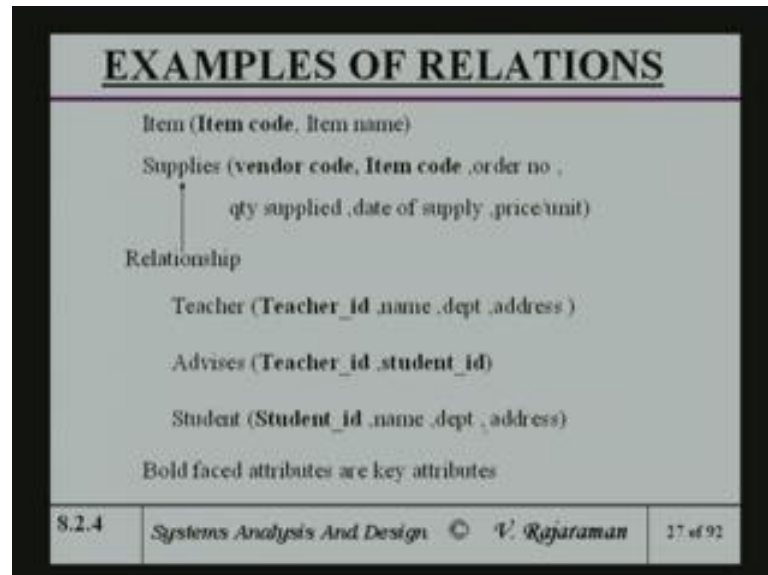 EXAMPLES OF RELATIONS
Item (Item code, Item name)
Supplies (vendor code, Item code ,order no ,
qty supplied ,date of supply ,price/unit)
Relationship
Teacher (Teacher_id ,name ,dept ,address )
Advises (Teacher_id ,student_id)
Student (Student_id ,name ,dept , address)
Bold faced attributes are key attributes
8.2.4
Systems Analysis And Design © V. Rajaraman
27 of 92